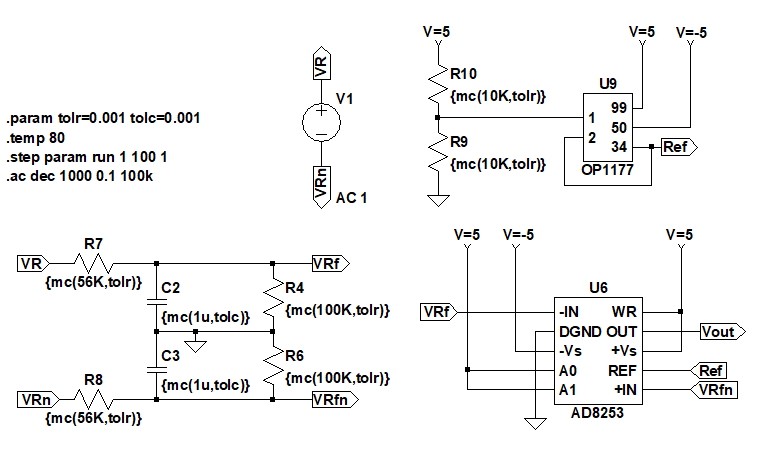 .param tolr=0.001 tolc=0.001
.temp 80
.step param run 1 100 1
.ac dec 1000 0.1 100k
VR
V1
VRn
AC 1
V=5
V=5
V=-5
R10
{mc(10K,tolr)}
R9
{mc(10K,tolr)}
U9
1
2
99
50
34
OP1177
Ref
VR
R7
{mc(56K,tolr)}
VRf
C2
{mc(1u,tolc)}
R4
{mc(100K,tolr)}
C3
{mc(1u,tolc)}
R6
{mc(100K,tolr)}
VRn
R8
{mc(56K,tolr)}
VRfn
V=5
V=-5
V=5
U6
VRf
-IN
WR
DGND
OUT
Vout
-Vs
+Vs
A0
REF
Ref
A1
+IN
VRfn
AD8253